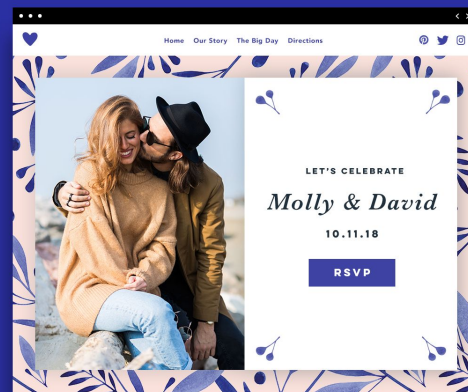 Home Our Story The Big Day Directions
LET'S CELEBRATE
Molly & David
10.11.18
RSVP